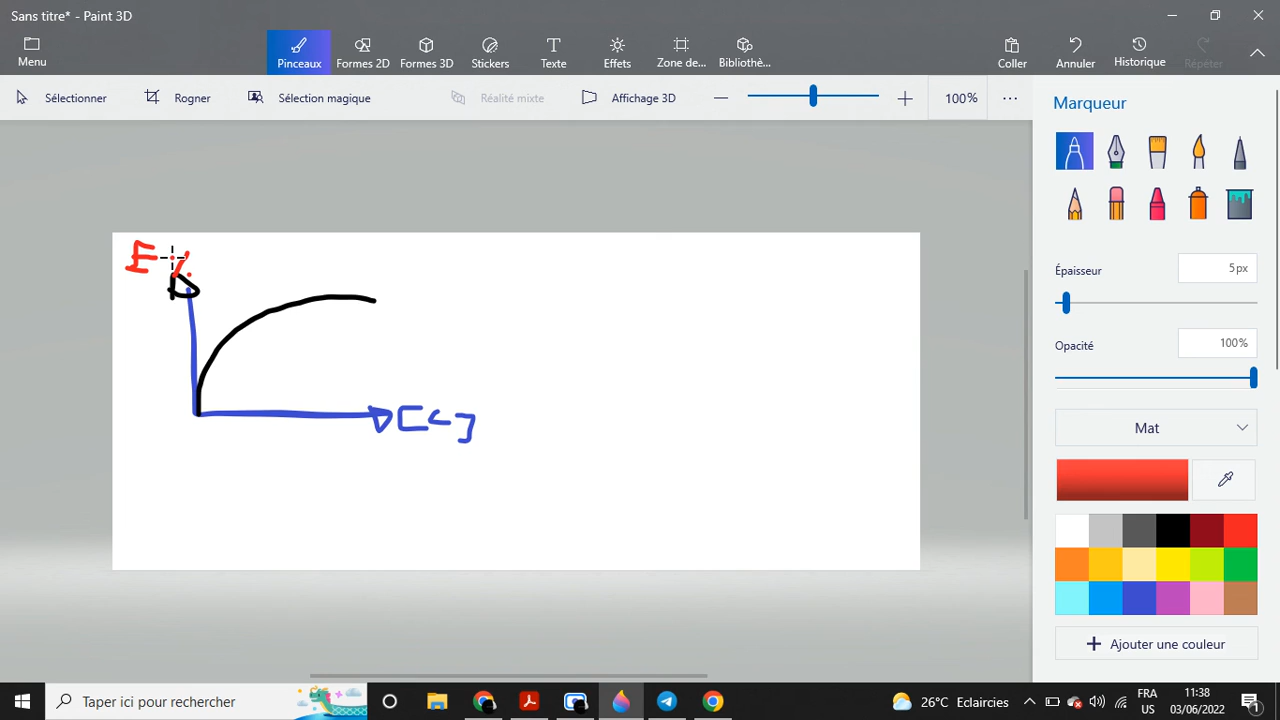 Sans titre* - Paint 3D
Menu
Pinceaux
Formes 2D
Formes 3D
Stickers
Texte
Effets
Zone de...
Bibliothè...
Coller
Annuler
Historique
Répéter
Sélectionner
Rogner
Sélection magique
Réalité mixte
Affichage 3D
100%
Marqueur
Épaisseur
5px
Opacité
100%
Mat
Ajouter une couleur
E %
Taper ici pour rechercher
26°C Eclaircies
FRA
US
11:38
03/06/2022
1